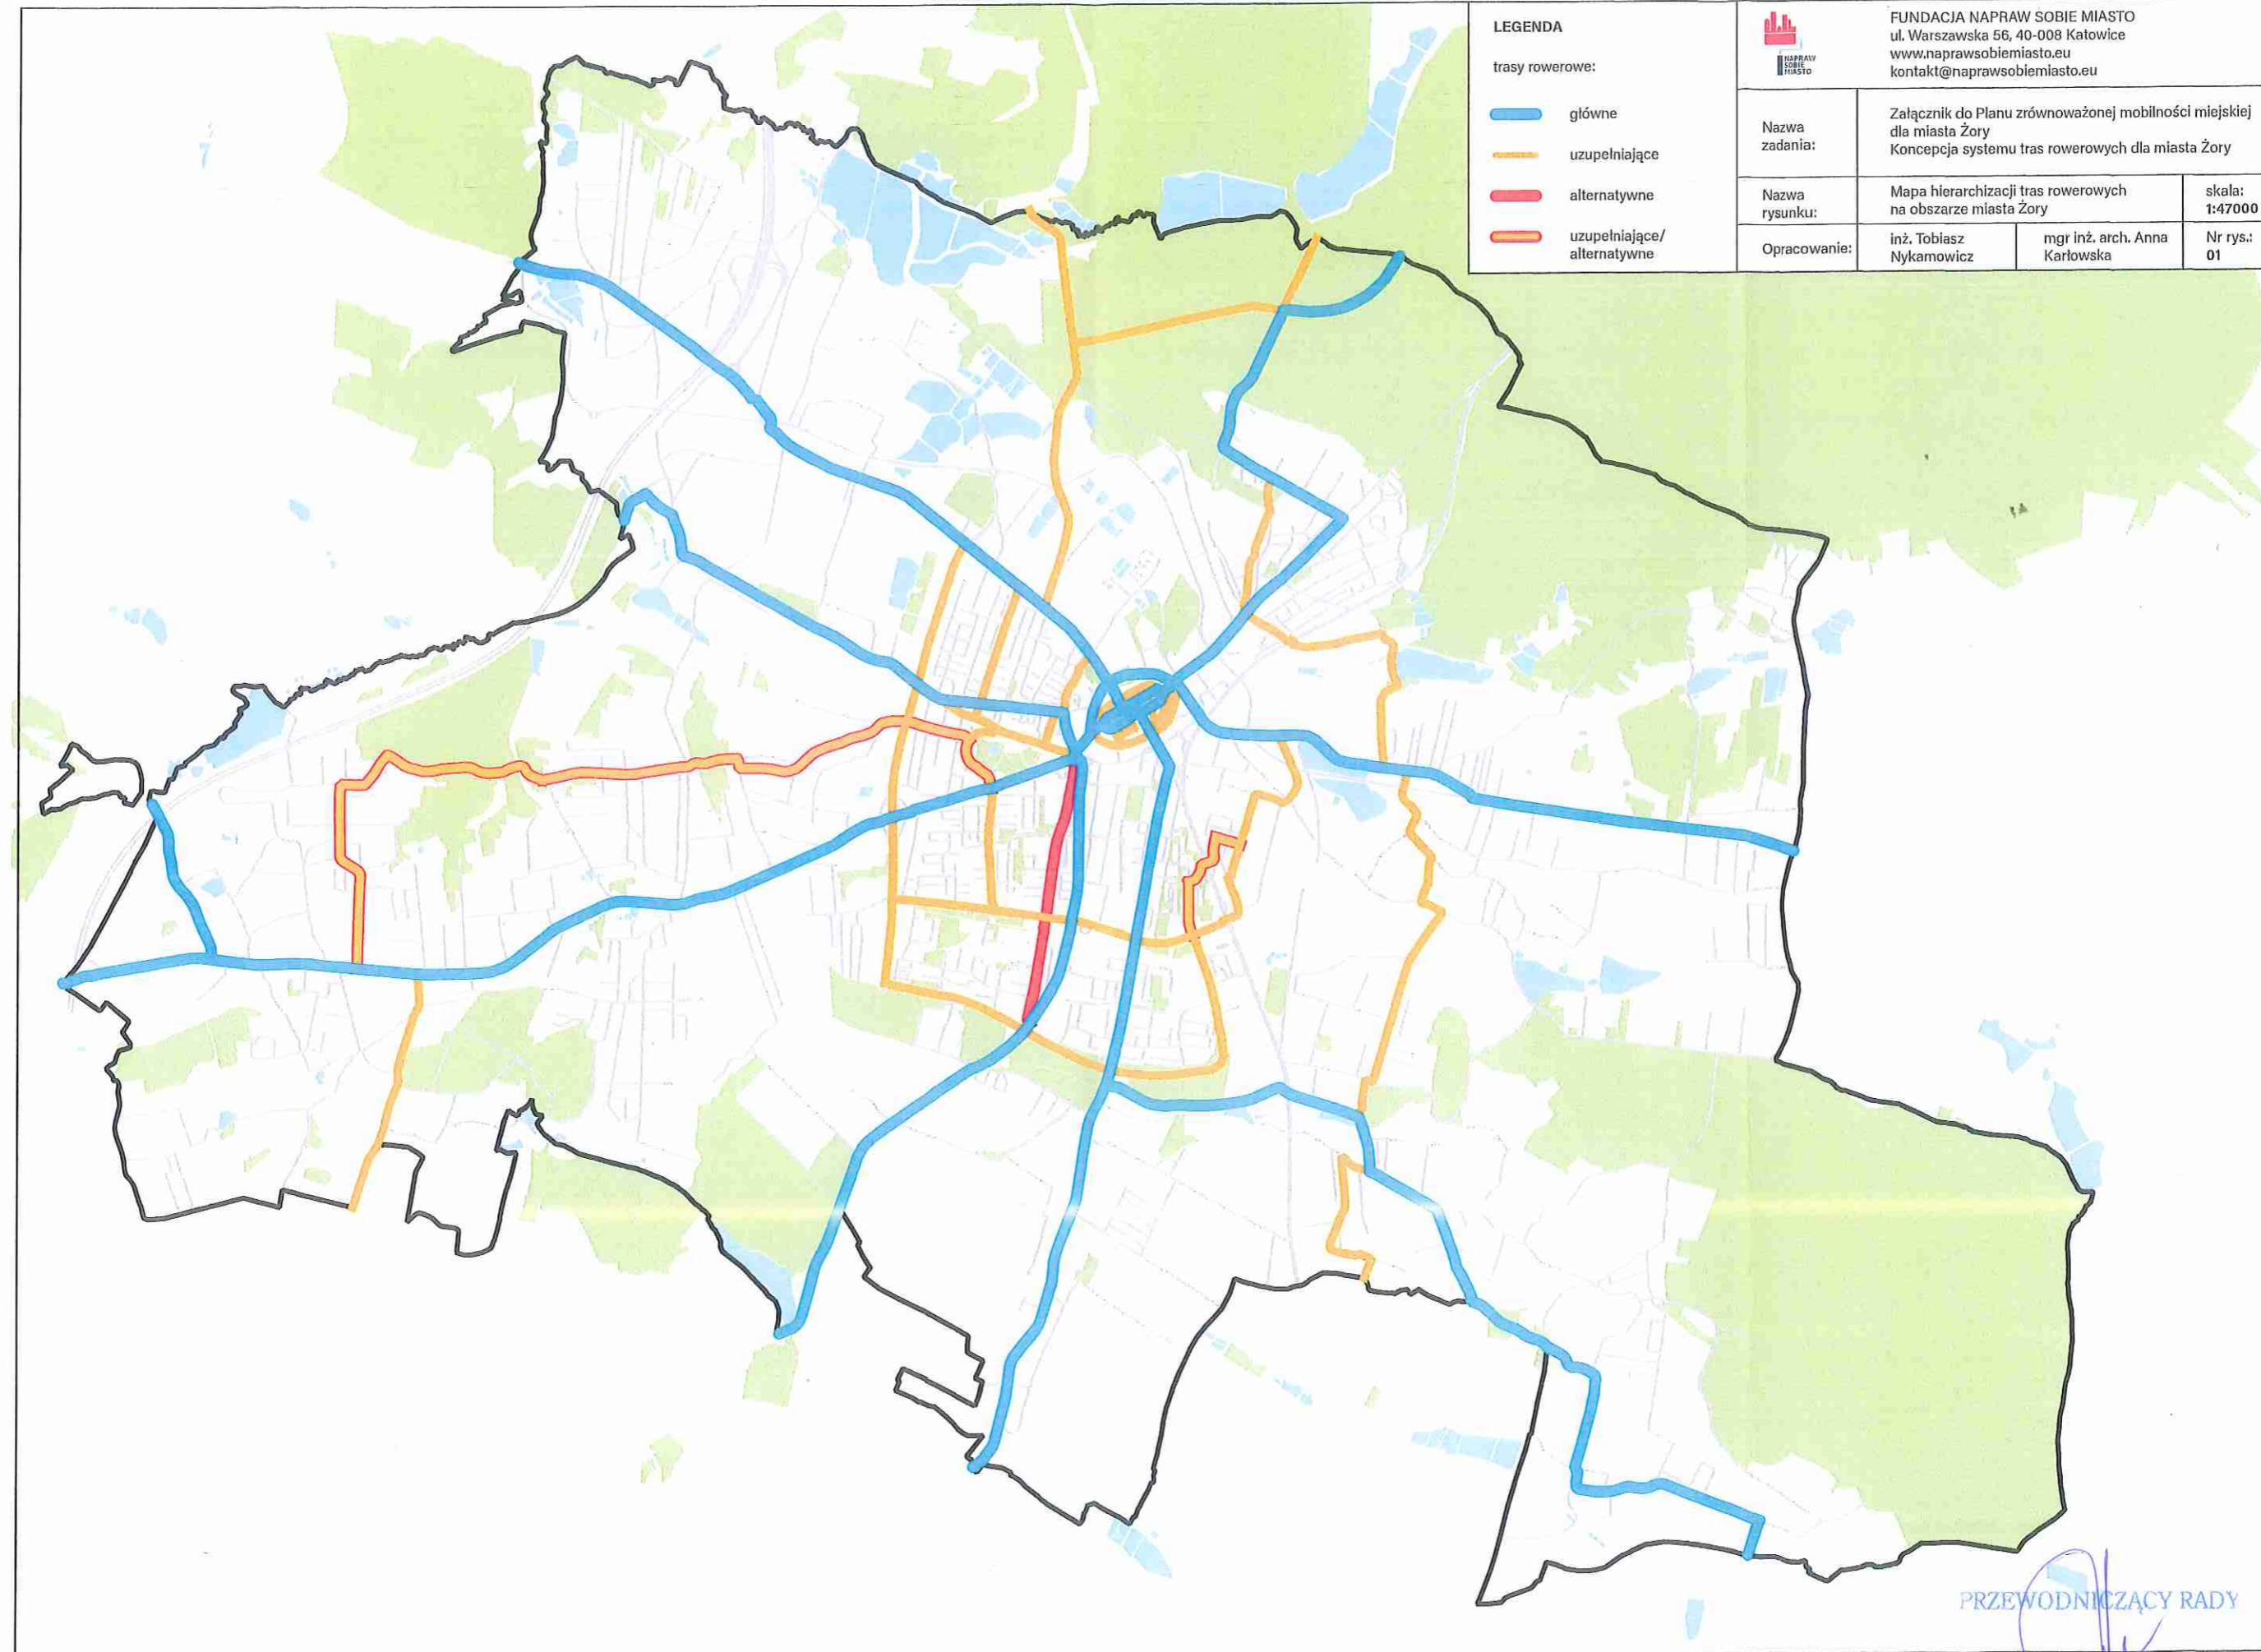 LEGENDA
trasy rowerowe:
główne
uzupełniające
alternatywne
uzupełniające/
alternatywne
NAPRAW
SOBIE
MIASTO
FUNDACJA NAPRAW SOBIE MIASTO
ul. Warszawska 56, 40-008 Katowice
www.naprawsobiemiasto.eu
kontakt@naprawsobiemiasto.eu
Nazwa
zadania:
Załącznik do Planu zrównoważonej mobilności miejskiej
dla miasta Żory
Koncepcja systemu tras rowerowych dla miasta Żory
Nazwa
rysunku:
Mapa hierarchizacji tras rowerowych
na obszarze miasta Żory
skala:
1:47000
Opracowanie:
inż. Tobiasz
Nykamowicz
mgr inż. arch. Anna
Karłowska
Nr rys.:
01
PRZEWODNICZĄCY RADY